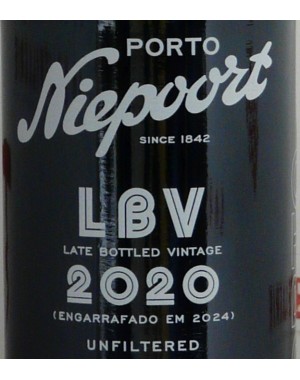 PORTO
Niepoort
SINCE 1842
LBV
LATE BOTTLED VINTAGE
2020
(ENGARRAFADO EM 2024)
UNFILTERED